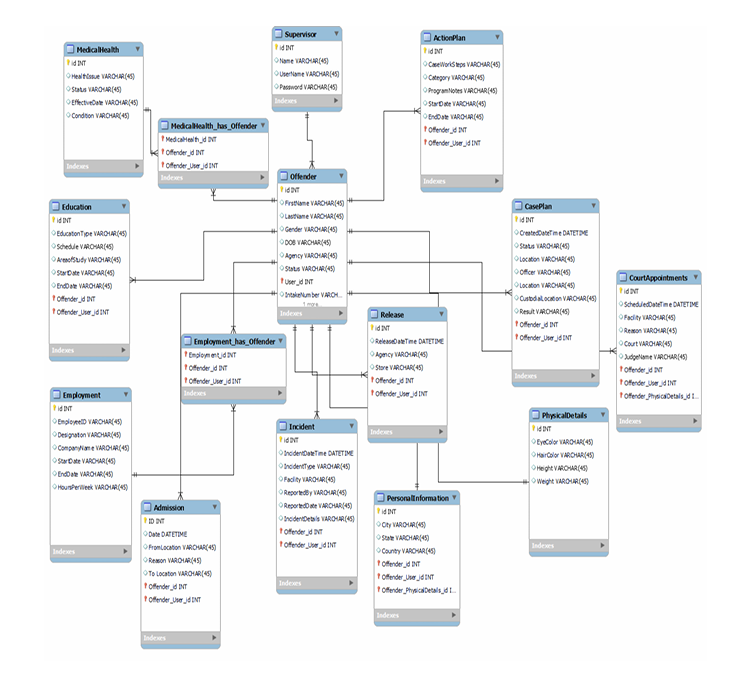 Supervisor
id INT
Name VARCHAR(45)
UserName VARCHAR(45)
Password VARCHAR(45)
Indexes
ActionPlan
id INT
CaseWorkSteps VARCHAR(45)
Category VARCHAR(45)
ProgramNotes VARCHAR(45)
StartDate VARCHAR(45)
EndDate VARCHAR(45)
Offender_id INT
Offender_User_id INT
Indexes
MedicalHealth
id INT
HealthIssue VARCHAR(45)
Status VARCHAR(45)
EffectiveDate VARCHAR(45)
Condition VARCHAR(45)
Indexes
MedicalHealth_has_Offender
MedicalHealth_id INT
Offender_id INT
Offender_User_id INT
Indexes
Offender
id INT
FirstName VARCHAR(45)
LastName VARCHAR(45)
Gender VARCHAR(45)
DOB VARCHAR(45)
Agency VARCHAR(45)
Status VARCHAR(45)
User_id INT
IntakeNumber VARCH...
1 more...
Indexes
Education
id INT
EducationType VARCHAR(45)
Schedule VARCHAR(45)
AreaofStudy VARCHAR(45)
StartDate VARCHAR(45)
EndDate VARCHAR(45)
Offender_id INT
Offender_User_id INT
Indexes
CasePlan
id INT
CreatedDateTime DATETIME
Status VARCHAR(45)
Location VARCHAR(45)
Officer VARCHAR(45)
Location VARCHAR(45)
CustodialLocation VARCHAR(45)
Result VARCHAR(45)
Offender_id INT
Offender_User_id INT
Indexes
CourtAppointments
id INT
ScheduledDateTime DATETIME
Facility VARCHAR(45)
Reason VARCHAR(45)
Court VARCHAR(45)
JudgeName VARCHAR(45)
Offender_id INT
Offender_User_id INT
Offender_PhysicalDetails_id I...
Indexes
Release
id INT
ReleaseDateTime DATETIME
Agency VARCHAR(45)
Store VARCHAR(45)
Offender_id INT
Offender_User_id INT
Indexes
Employment_has_Offender
Employment_id INT
Offender_id INT
Offender_User_id INT
Indexes
Employment
id INT
EmployeeID VARCHAR(45)
Designation VARCHAR(45)
CompanyName VARCHAR(45)
StartDate VARCHAR(45)
EndDate VARCHAR(45)
HoursPerWeek VARCHAR(45)
Indexes
Incident
id INT
IncidentDateTime DATETIME
IncidentType VARCHAR(45)
Facility VARCHAR(45)
ReportedBy VARCHAR(45)
ReportedDate VARCHAR(45)
IncidentDetails VARCHAR(45)
Offender_id INT
Offender_User_id INT
Indexes
PhysicalDetails
id INT
EyeColor VARCHAR(45)
HairColor VARCHAR(45)
Height VARCHAR(45)
Weight VARCHAR(45)
Indexes
Admission
ID INT
Date DATETIME
FromLocation VARCHAR(45)
Reason VARCHAR(45)
To Location VARCHAR(45)
Offender_id INT
Offender_User_id INT
Indexes
PersonalInformation
id INT
City VARCHAR(45)
State VARCHAR(45)
Country VARCHAR(45)
Offender_id INT
Offender_User_id INT
Offender_PhysicalDetails_id I...
Indexes